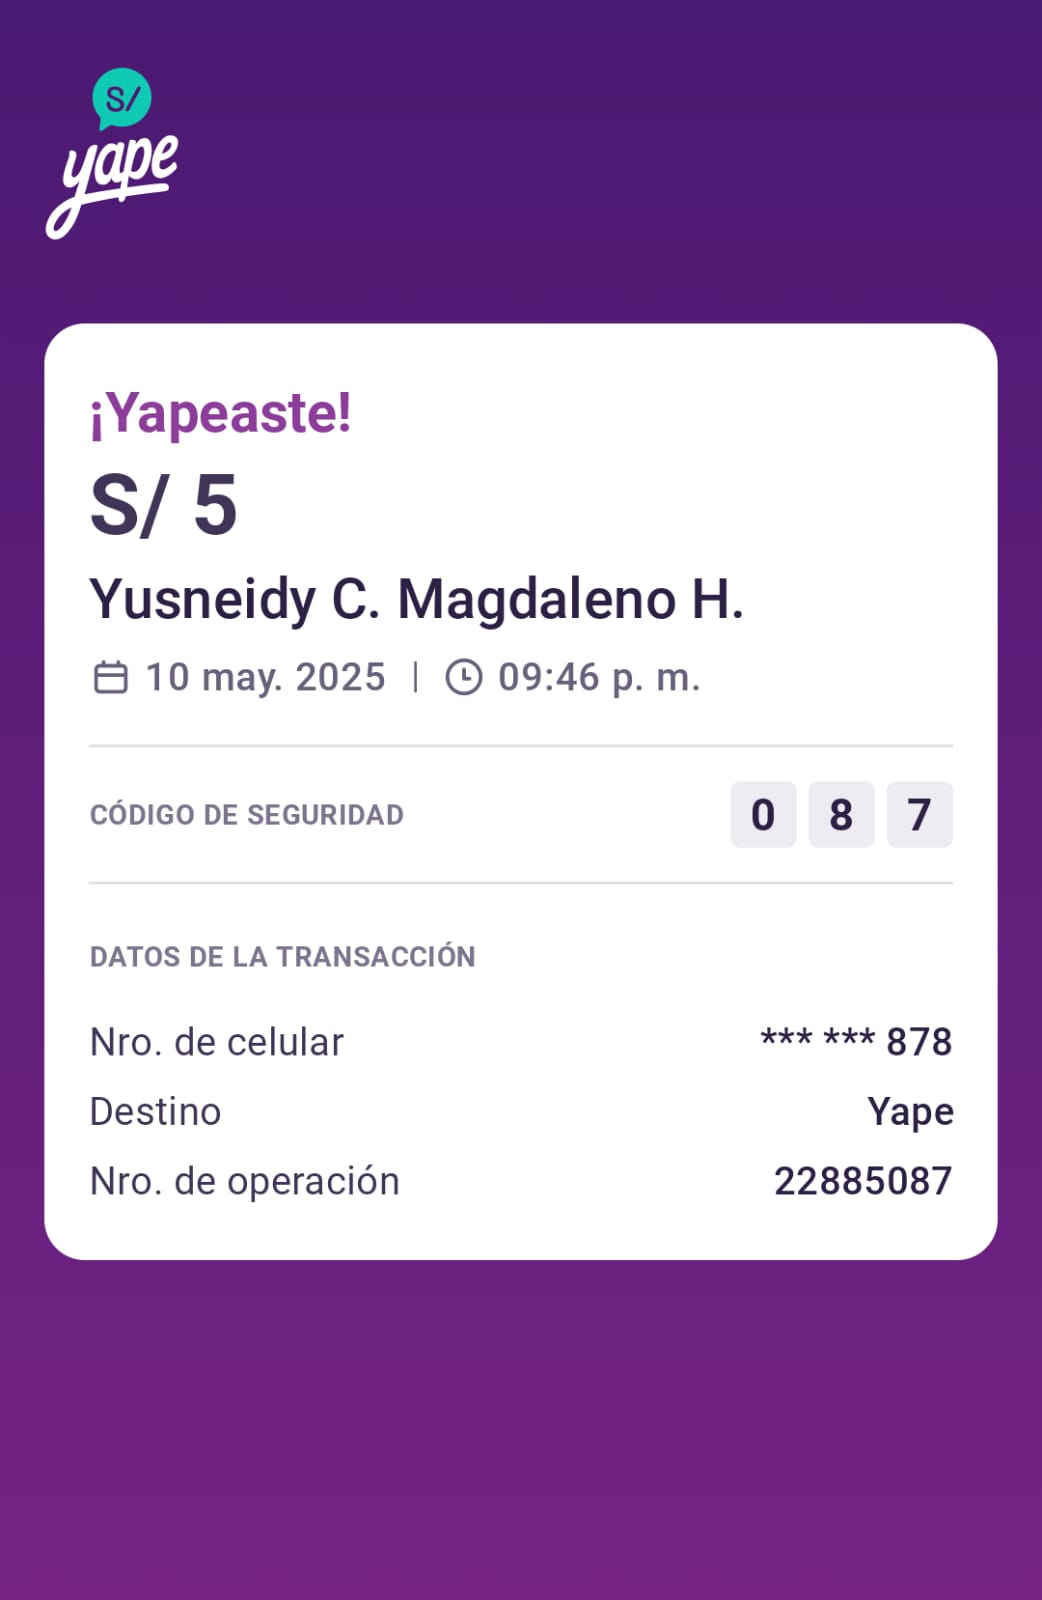 S/
yape
¡Yapeaste!
S/ 5
Yusneidy C. Magdaleno H.
10 may. 2025 | 09:46 p. m.
CÓDIGO DE SEGURIDAD 0 8 7
DATOS DE LA TRANSACCIÓN
Nro. de celular *** *** 878
Destino Yape
Nro. de operación 22885087